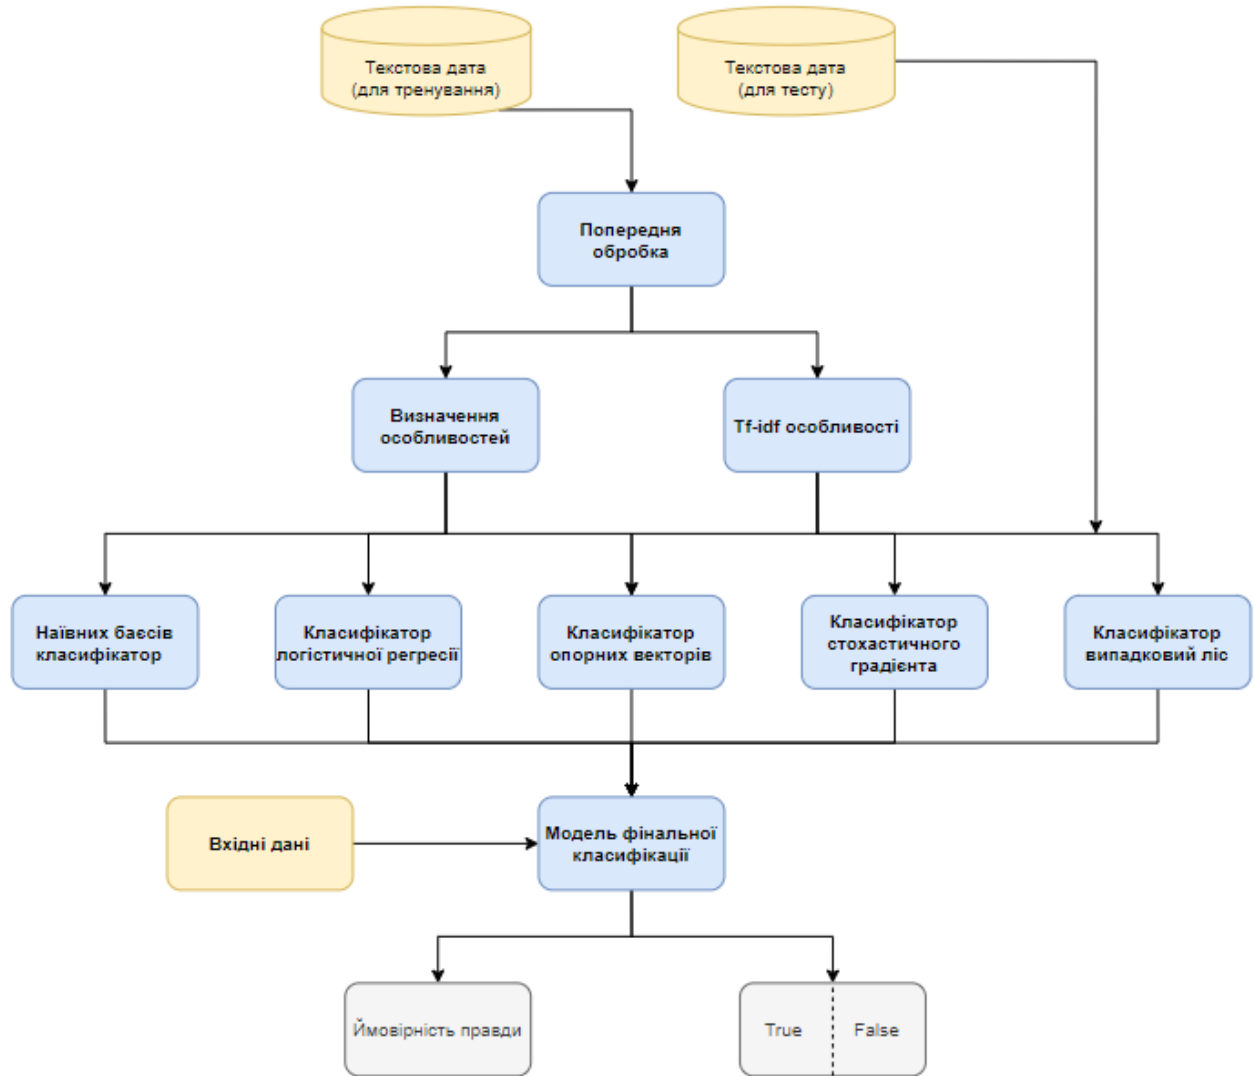 Текстова дата
(для тренування)
Текстова дата
(для тесту)
Попередня
обробка
Визначення
особливостей
Tf-idf особливості
Наївних баєсів
класифікатор
Класифікатор
логістичної регресії
Класифікатор
опорних векторів
Класифікатор
стохастичного
градієнта
Класифікатор
випадковий ліс
Вхідні дані
Модель фінальної
класифікації
Ймовірність правди
True
False